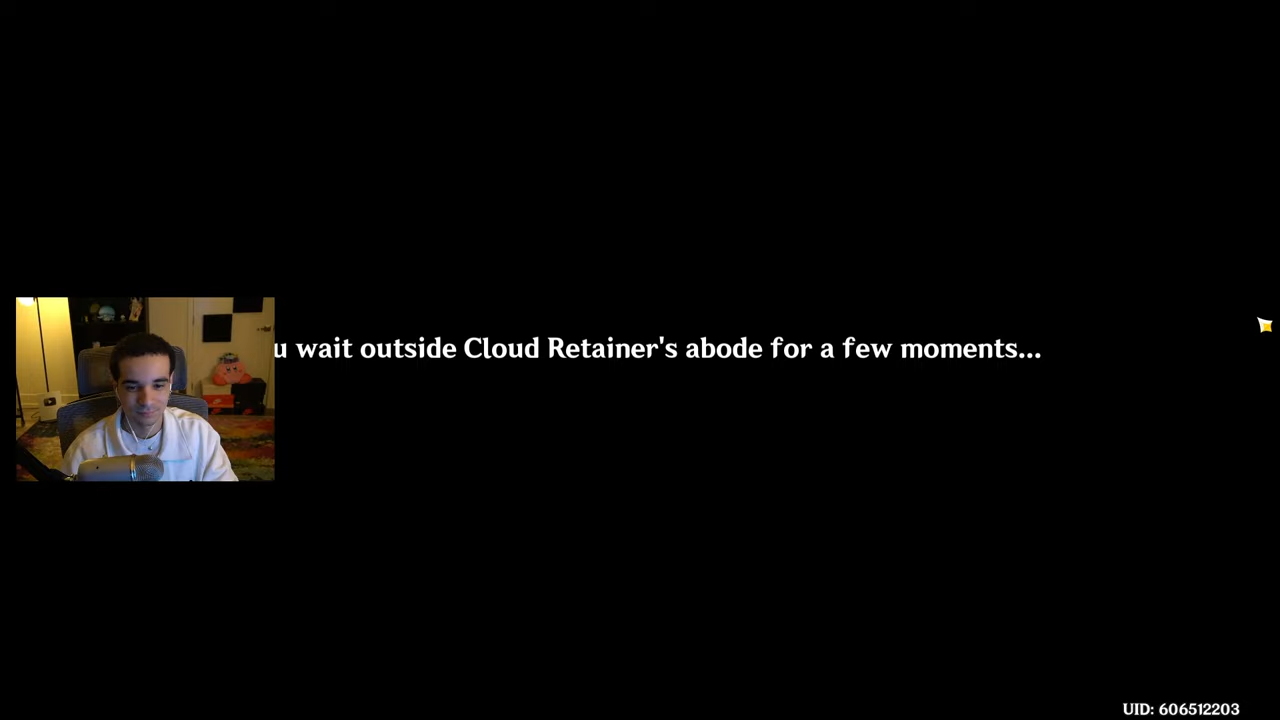 u wait outside Cloud Retainer's abode for a few moments...
UID: 606512203